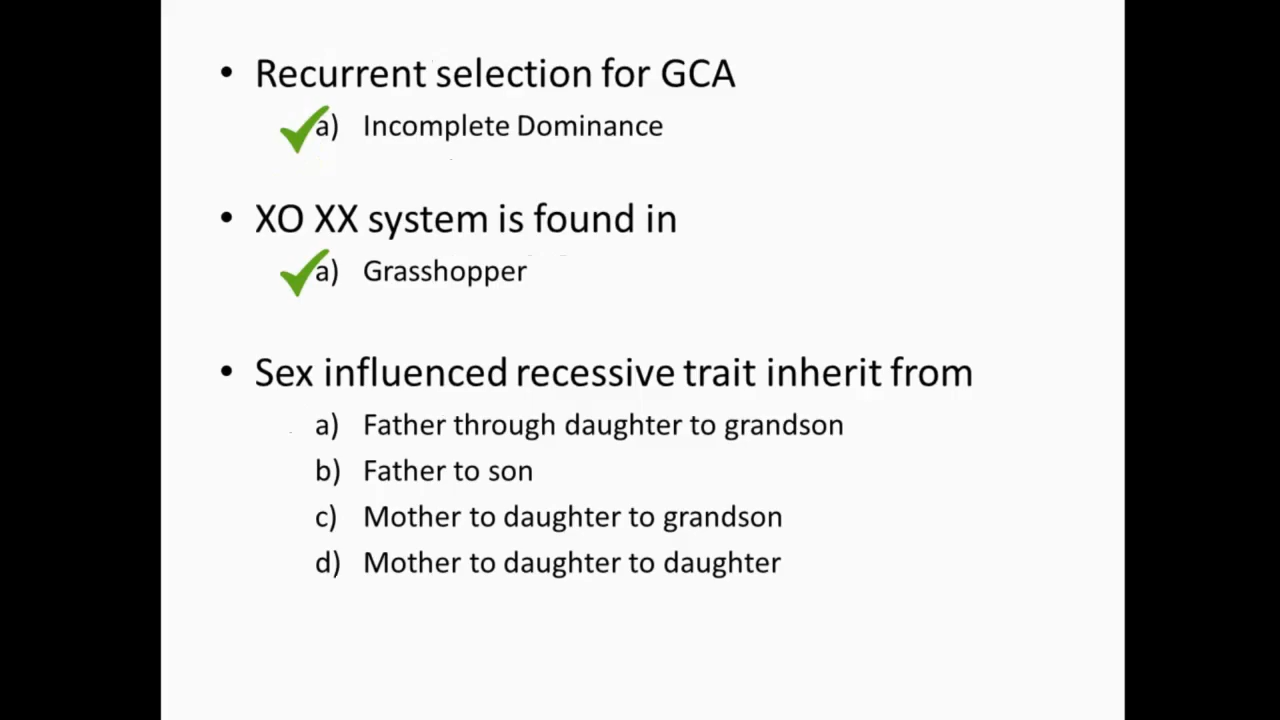 • Recurrent selection for GCA
a) Incomplete Dominance
• XO XX system is found in
a) Grasshopper
• Sex influenced recessive trait inherit from
a) Father through daughter to grandson
b) Father to son
c) Mother to daughter to grandson
d) Mother to daughter to daughter